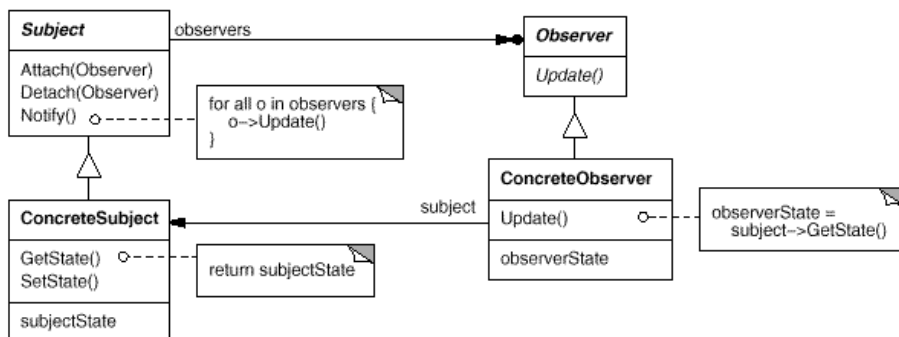 Subject
observers
Observer
Attach(Observer)
Detach(Observer)
Notify()
Update()
for all o in observers {
o->Update()
}
ConcreteSubject
subject
ConcreteObserver
GetState()
SetState()
return subjectState
Update()
observerState =
subject->GetState()
observerState
subjectState